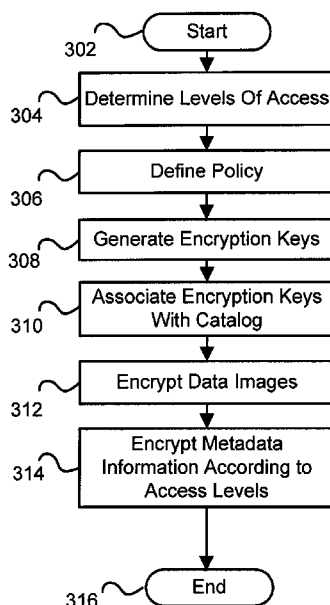 Start
302
Determine Levels Of Access
304
Define Policy
306
Generate Encryption Keys
308
Associate Encryption Keys
With Catalog
310
Encrypt Data Images
312
Encrypt Metadata
Information According to
Access Levels
314
End
316